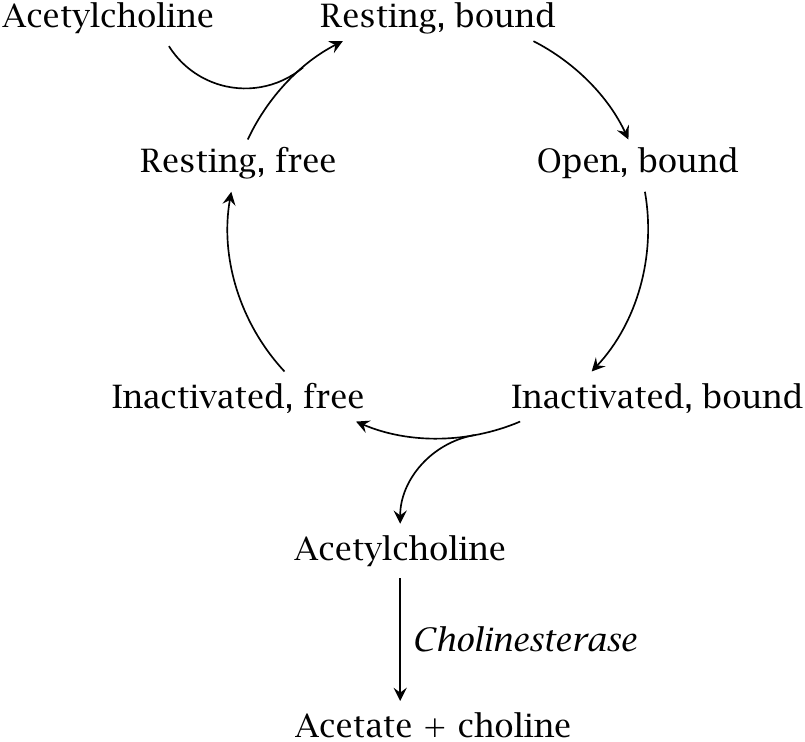 Acetylcholine
Resting, bound
Resting, free
Open, bound
Inactivated, free
Inactivated, bound
Acetylcholine
Cholinesterase
Acetate + choline